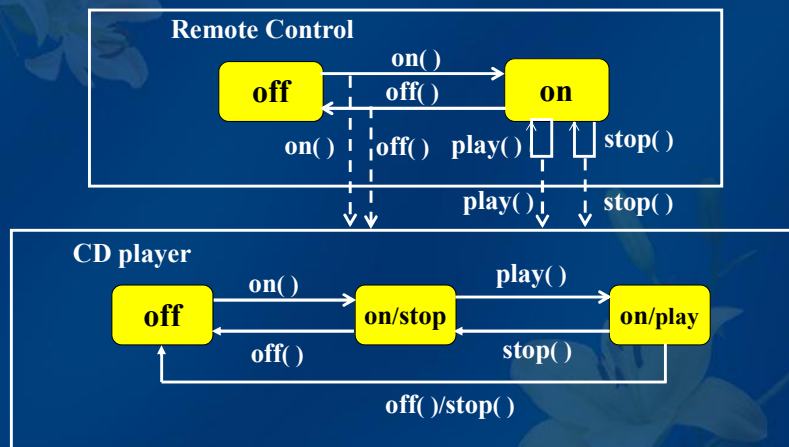 Remote Control
on( )
off
off( )
on
on( )
off( )
play( )
stop( )
play( )
stop( )
CD player
on( )
play( )
off
on/stop
on/play
off( )
stop( )
off( )/stop( )